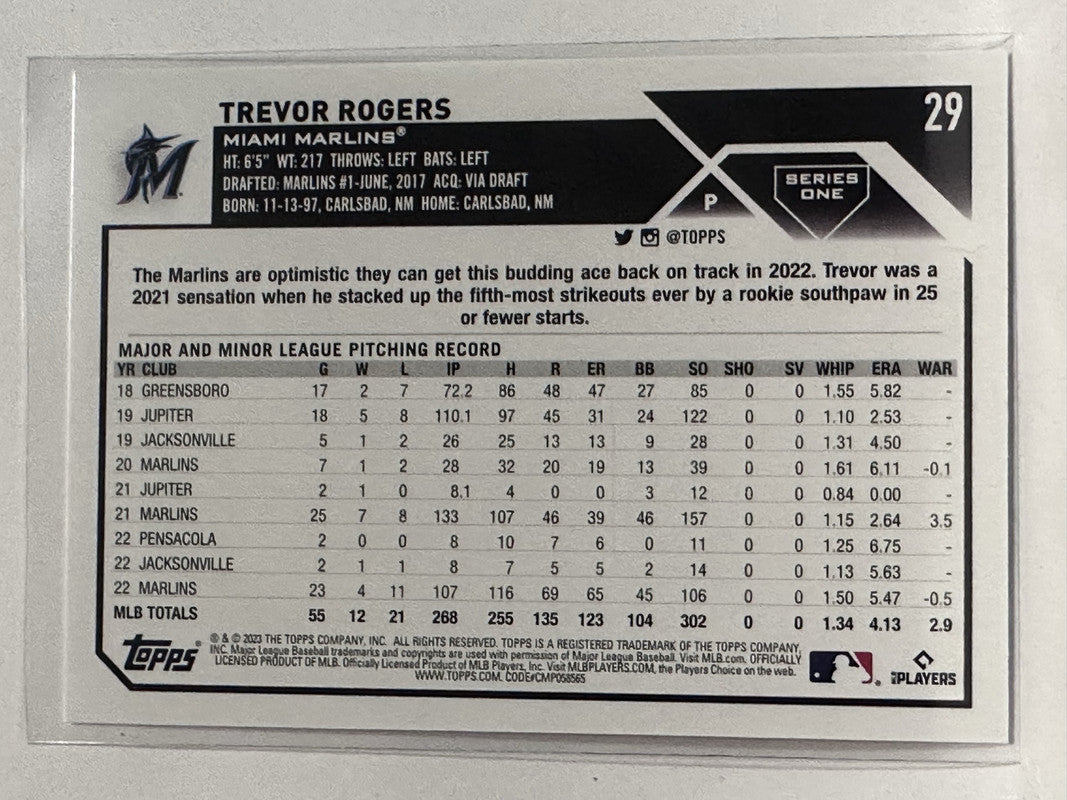 29
TREVOR ROGERS
MIAMI MARLINS®
HT: 6'5" WT: 217 THROWS: LEFT BATS: LEFT
DRAFTED: MARLINS #1-JUNE, 2017 ACQ: VIA DRAFT
BORN: 11-13-97, CARLSBAD, NM HOME: CARLSBAD, NM
P
SERIES
ONE
@TOPPS
The Marlins are optimistic they can get this budding ace back on track in 2022. Trevor was a
2021 sensation when he stacked up the fifth-most strikeouts ever by a rookie southpaw in 25
or fewer starts.
MAJOR AND MINOR LEAGUE PITCHING RECORD
YR CLUB G W L IP H R ER BB SO SHO SV WHIP ERA WAR
18 GREENSBORO 17 2 7 72.2 86 48 47 27 85 0 0 1.55 5.82 -
19 JUPITER 18 5 8 110.1 97 45 31 24 122 0 0 1.10 2.53 -
19 JACKSONVILLE 5 1 2 26 25 13 13 9 28 0 0 1.31 4.50 -
20 MARLINS 7 1 2 28 32 20 19 13 39 0 0 1.61 6.11 -0.1
21 JUPITER 2 1 0 8.1 4 0 0 3 12 0 0 0.84 0.00 -
21 MARLINS 25 7 8 133 107 46 39 46 157 0 0 1.15 2.64 3.5
22 PENSACOLA 2 0 0 8 10 7 6 0 11 0 0 1.25 6.75 -
22 JACKSONVILLE 2 1 1 8 7 5 5 2 14 0 0 1.13 5.63 -
22 MARLINS 23 4 11 107 116 69 65 45 106 0 0 1.50 5.47 -0.5
MLB TOTALS 55 12 21 268 255 135 123 104 302 0 0 1.34 4.13 2.9
Topps
® & © 2023 THE TOPPS COMPANY, INC. ALL RIGHTS RESERVED. TOPPS IS A REGISTERED TRADEMARK OF THE TOPPS COMPANY,
INC. Major League Baseball trademarks and copyrights are used with permission of Major League Baseball. Visit MLB.com. OFFICIALLY
LICENSED PRODUCT OF MLB. Officially Licensed Product of MLB Players, Inc. Visit MLBPLAYERS.COM, the Players Choice on the web.
WWW.TOPPS.COM. CODE#CMP058565
MLBPLAYERS